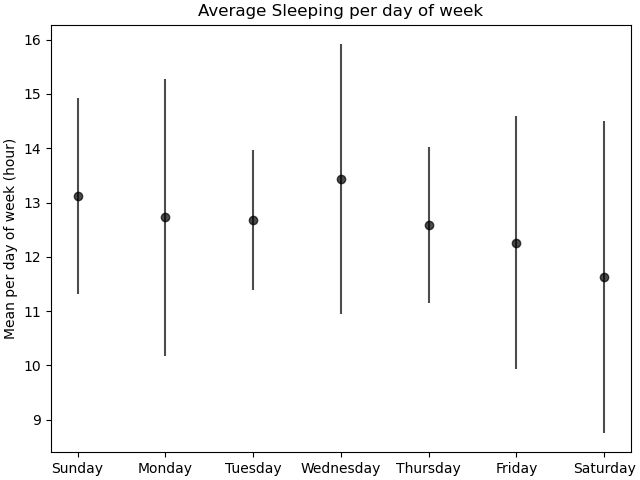 Average Sleeping per day of week
Mean per day of week (hour)
16
15
14
13
12
11
10
9
Sunday Monday Tuesday Wednesday Thursday Friday Saturday